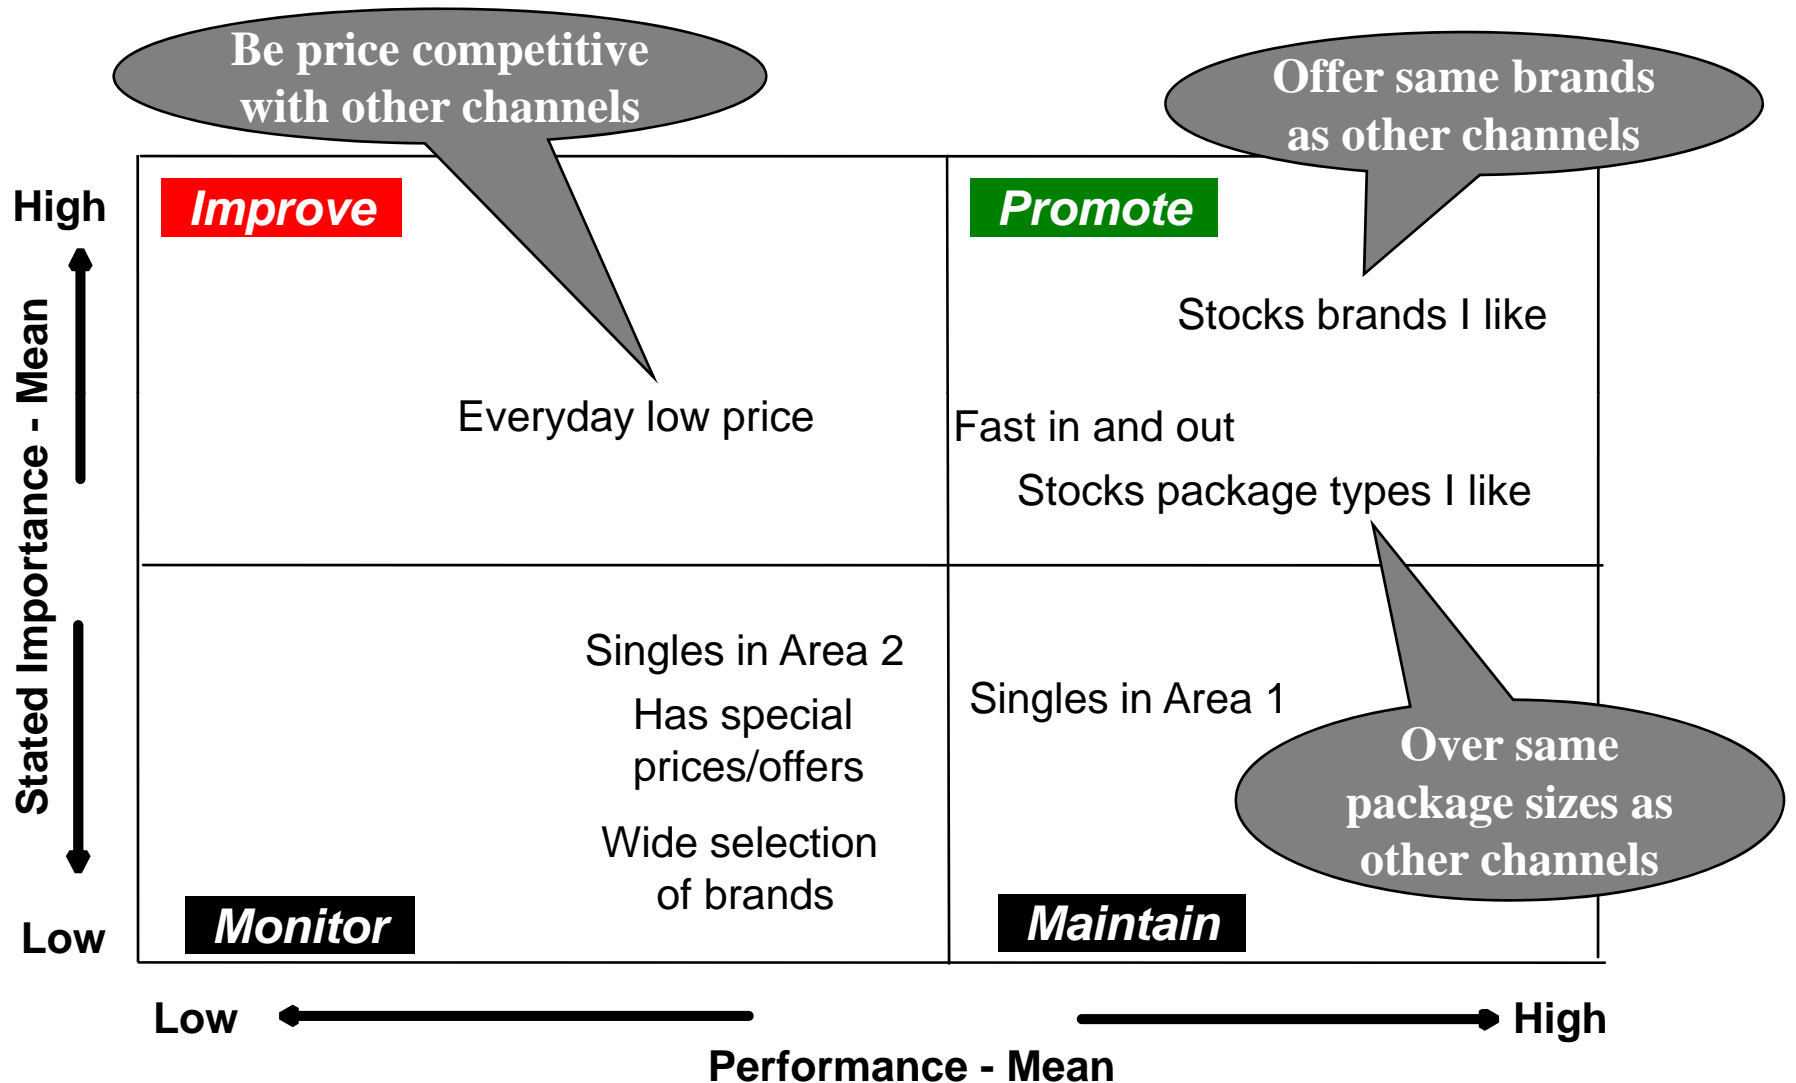 Be price competitive
with other channels
Offer same brands
as other channels
High
Improve
Promote
Stocks brands I like
Everyday low price
Fast in and out
Stocks package types I like
Stated Importance - Mean
Singles in Area 2
Singles in Area 1
Has special
prices/offers
Over same
package sizes as
other channels
Wide selection
of brands
Monitor
Maintain
Low
Low
High
Performance - Mean